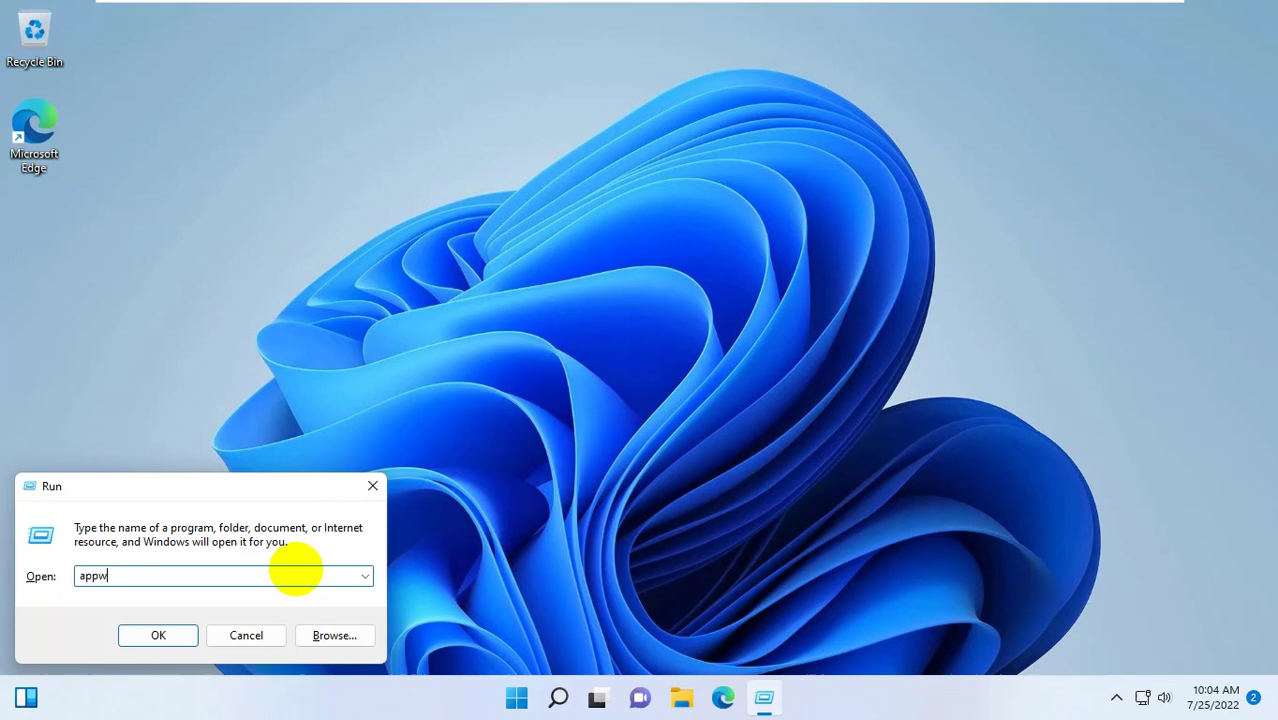 Recycle Bin
Microsoft
Edge
Run
Type the name of a program, folder, document, or Internet
resource, and Windows will open it for you.
Open:
appw
OK
Cancel
Browse...
10:04 AM
7/25/2022
2